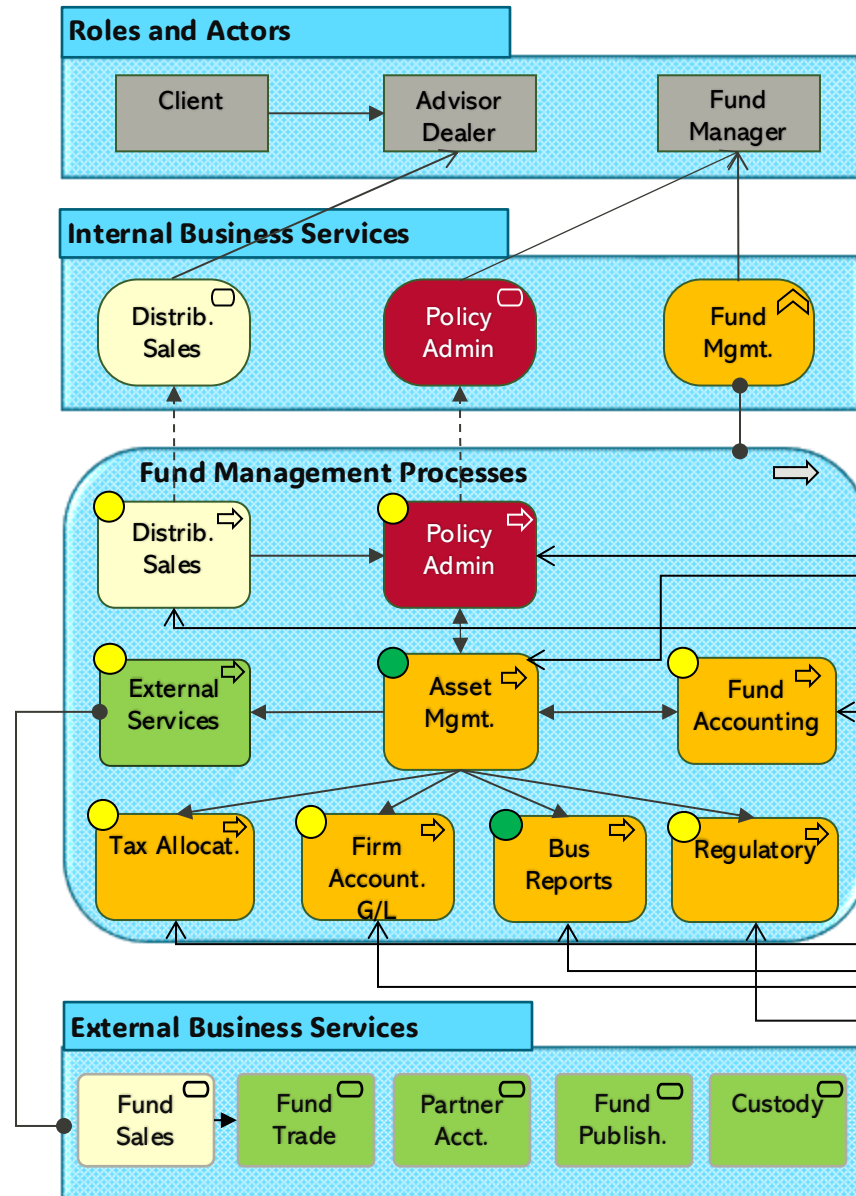 Roles and Actors
Client
Advisor
Dealer
Fund
Manager
Internal Business Services
Distrib.
Sales
Policy
Admin
Fund
Mgmt.
Fund Management Processes
Distrib.
Sales
Policy
Admin
External
Services
Asset
Mgmt.
Fund
Accounting
Tax Allocat.
Firm
Account.
G/L
Bus
Reports
Regulatory
External Business Services
Fund
Sales
Fund
Trade
Partner
Acct.
Fund
Publish.
Custody